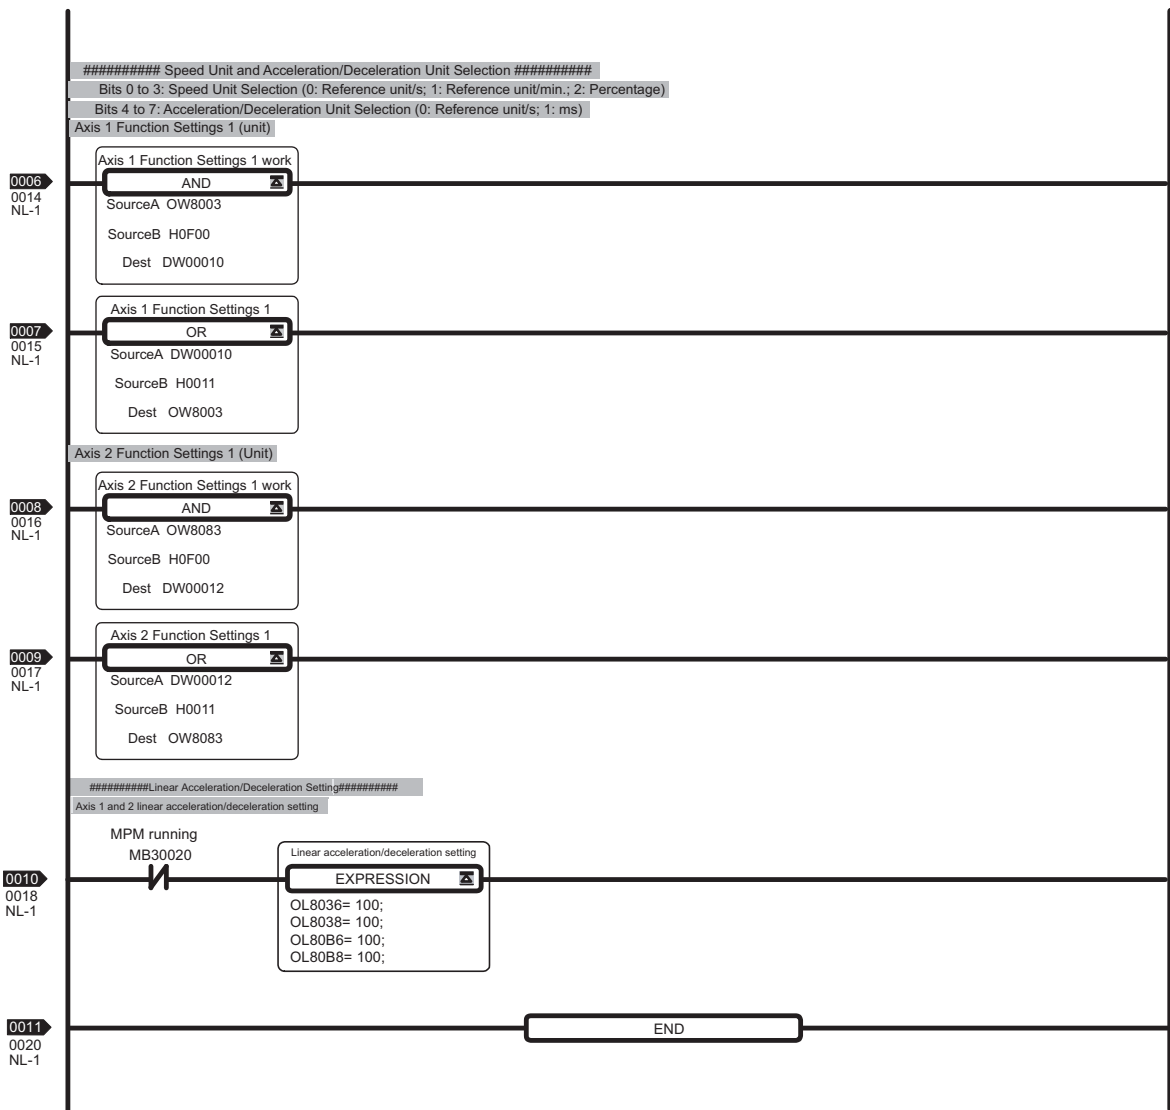 ########## Speed Unit and Acceleration/Deceleration Unit Selection ##########
Bits 0 to 3: Speed Unit Selection (0: Reference unit/s; 1: Reference unit/min.; 2: Percentage)
Bits 4 to 7: Acceleration/Deceleration Unit Selection (0: Reference unit/s; 1: ms)
Axis 1 Function Settings 1 (unit)
Axis 1 Function Settings 1 work
0006
0014
NL-1
AND
SourceA OW8003
SourceB H0F00
Dest DW00010
Axis 1 Function Settings 1
0007
0015
NL-1
OR
SourceA DW00010
SourceB H0011
Dest OW8003
Axis 2 Function Settings 1 (Unit)
Axis 2 Function Settings 1 work
0008
0016
NL-1
AND
SourceA OW8083
SourceB H0F00
Dest DW00012
Axis 2 Function Settings 1
0009
0017
NL-1
OR
SourceA DW00012
SourceB H0011
Dest OW8083
##########Linear Acceleration/Deceleration Setting##########
Axis 1 and 2 linear acceleration/deceleration setting
MPM running
MB30020
Linear acceleration/deceleration setting
0010
0018
NL-1
EXPRESSION
OL8036= 100;
OL8038= 100;
OL80B6= 100;
OL80B8= 100;
0011
0020
NL-1
END